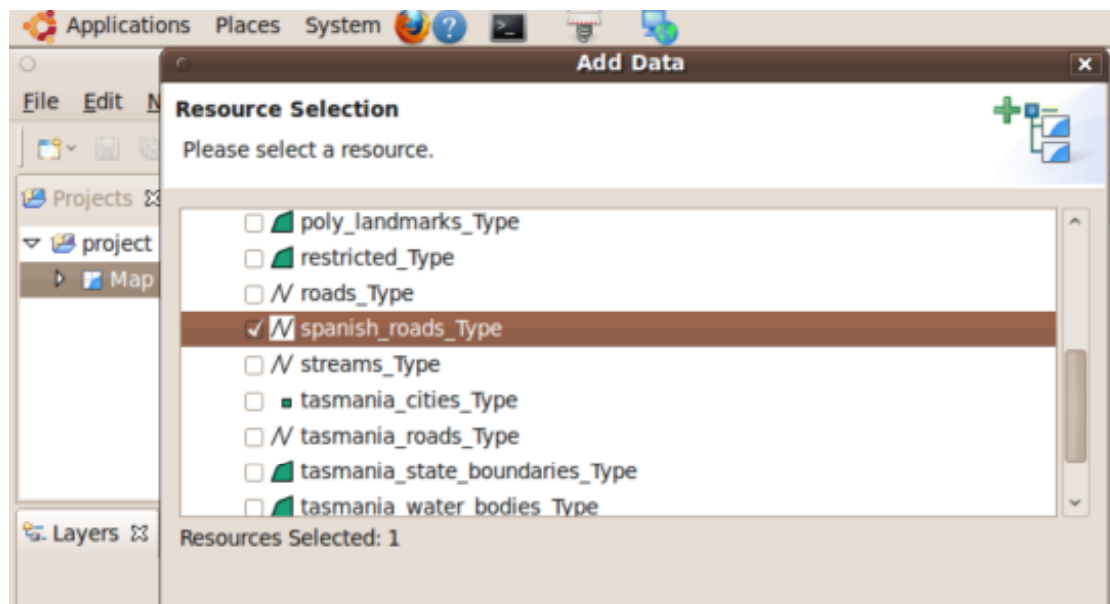 Applications Places System
Add Data
File Edit N
Resource Selection
Please select a resource.
Projects
project
Map
poly_landmarks_Type
restricted_Type
roads_Type
spanish_roads_Type
streams_Type
tasmania_cities_Type
tasmania_roads_Type
tasmania_state_boundaries_Type
tasmania_water_bodies_Type
Layers
Resources Selected: 1